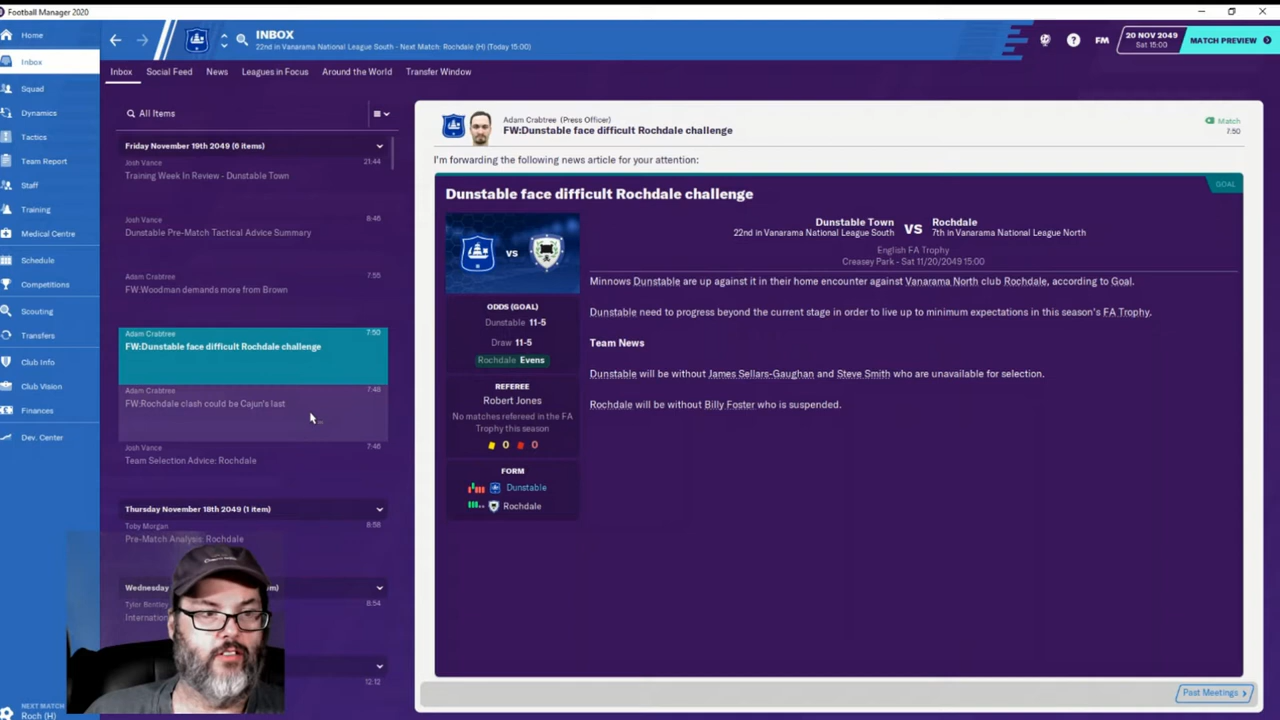 Football Manager 2020
Home
Inbox
Squad
Dynamics
Tactics
Team Report
Staff
Training
Medical Centre
Schedule
Competitions
Scouting
Transfers
Club Info
Club Vision
Finances
Dev. Center
NEXT MATCH
Roch (H)
INBOX
22nd in Vanarama National League South - Next Match: Rochdale (H) (Today 15:00)
FM
20 NOV 2049
Sat 15:00
MATCH PREVIEW
Inbox Social Feed News Leagues in Focus Around the World Transfer Window
All Items
Friday November 19th 2049 (6 items)
Josh Vance 21:44
Training Week In Review - Dunstable Town
8:46
Dunstable Pre-Match Tactical Advice Summary
Adam Crabtree 7:55
FW:Woodman demands more from Brown
Adam Crabtree 7:50
FW:Dunstable face difficult Rochdale challenge
Adam Crabtree 7:48
FW:Rochdale clash could be Cajun's last
Josh Vance 7:46
Team Selection Advice: Rochdale
Thursday November 18th 2049 (1 item)
Toby Morgan 8:58
Pre-Match Analysis: Rochdale
Wednesday
Tyler Bentley 8:54
12:12
Adam Crabtree (Press Officer)
FW:Dunstable face difficult Rochdale challenge
Match
7:50
I'm forwarding the following news article for your attention:
GOAL
Dunstable face difficult Rochdale challenge
VS
Dunstable Town VS Rochdale
22nd in Vanarama National League South 7th in Vanarama National League North
English FA Trophy
Creasey Park - Sat 11/20/2049 15:00
ODDS (GOAL)
Dunstable 11-5
Draw 11-5
Rochdale Evens
REFEREE
Robert Jones
No matches refereed in the FA
Trophy this season
0 0
FORM
Dunstable
Rochdale
Minnows Dunstable are up against it in their home encounter against Vanarama North club Rochdale, according to Goal.
Dunstable need to progress beyond the current stage in order to live up to minimum expectations in this season's FA Trophy.
Team News
Dunstable will be without James Sellars-Gaughan and Steve Smith who are unavailable for selection.
Rochdale will be without Billy Foster who is suspended.
Past Meetings